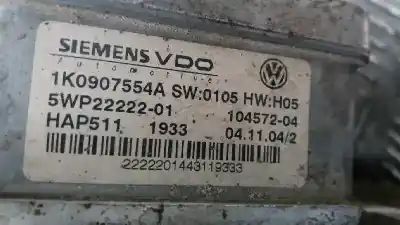 SIEMENS VDO
Automotive
1K0907554A SW:0105 HW:H05
5WP22222-01 104572-04
HAP511 1933 04.11.04/2
2222201443119333